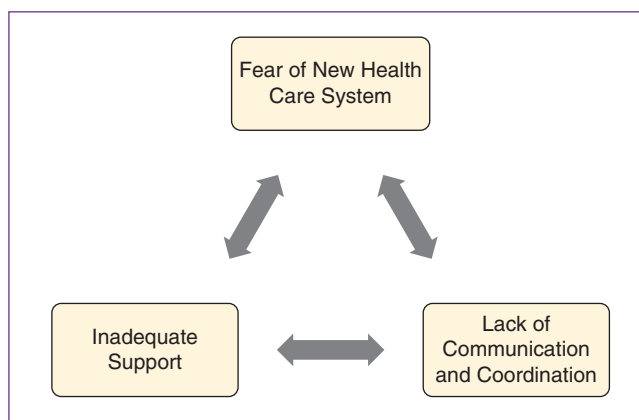 Fear of New Health
Care System
Inadequate
Support
Lack of
Communication
and Coordination